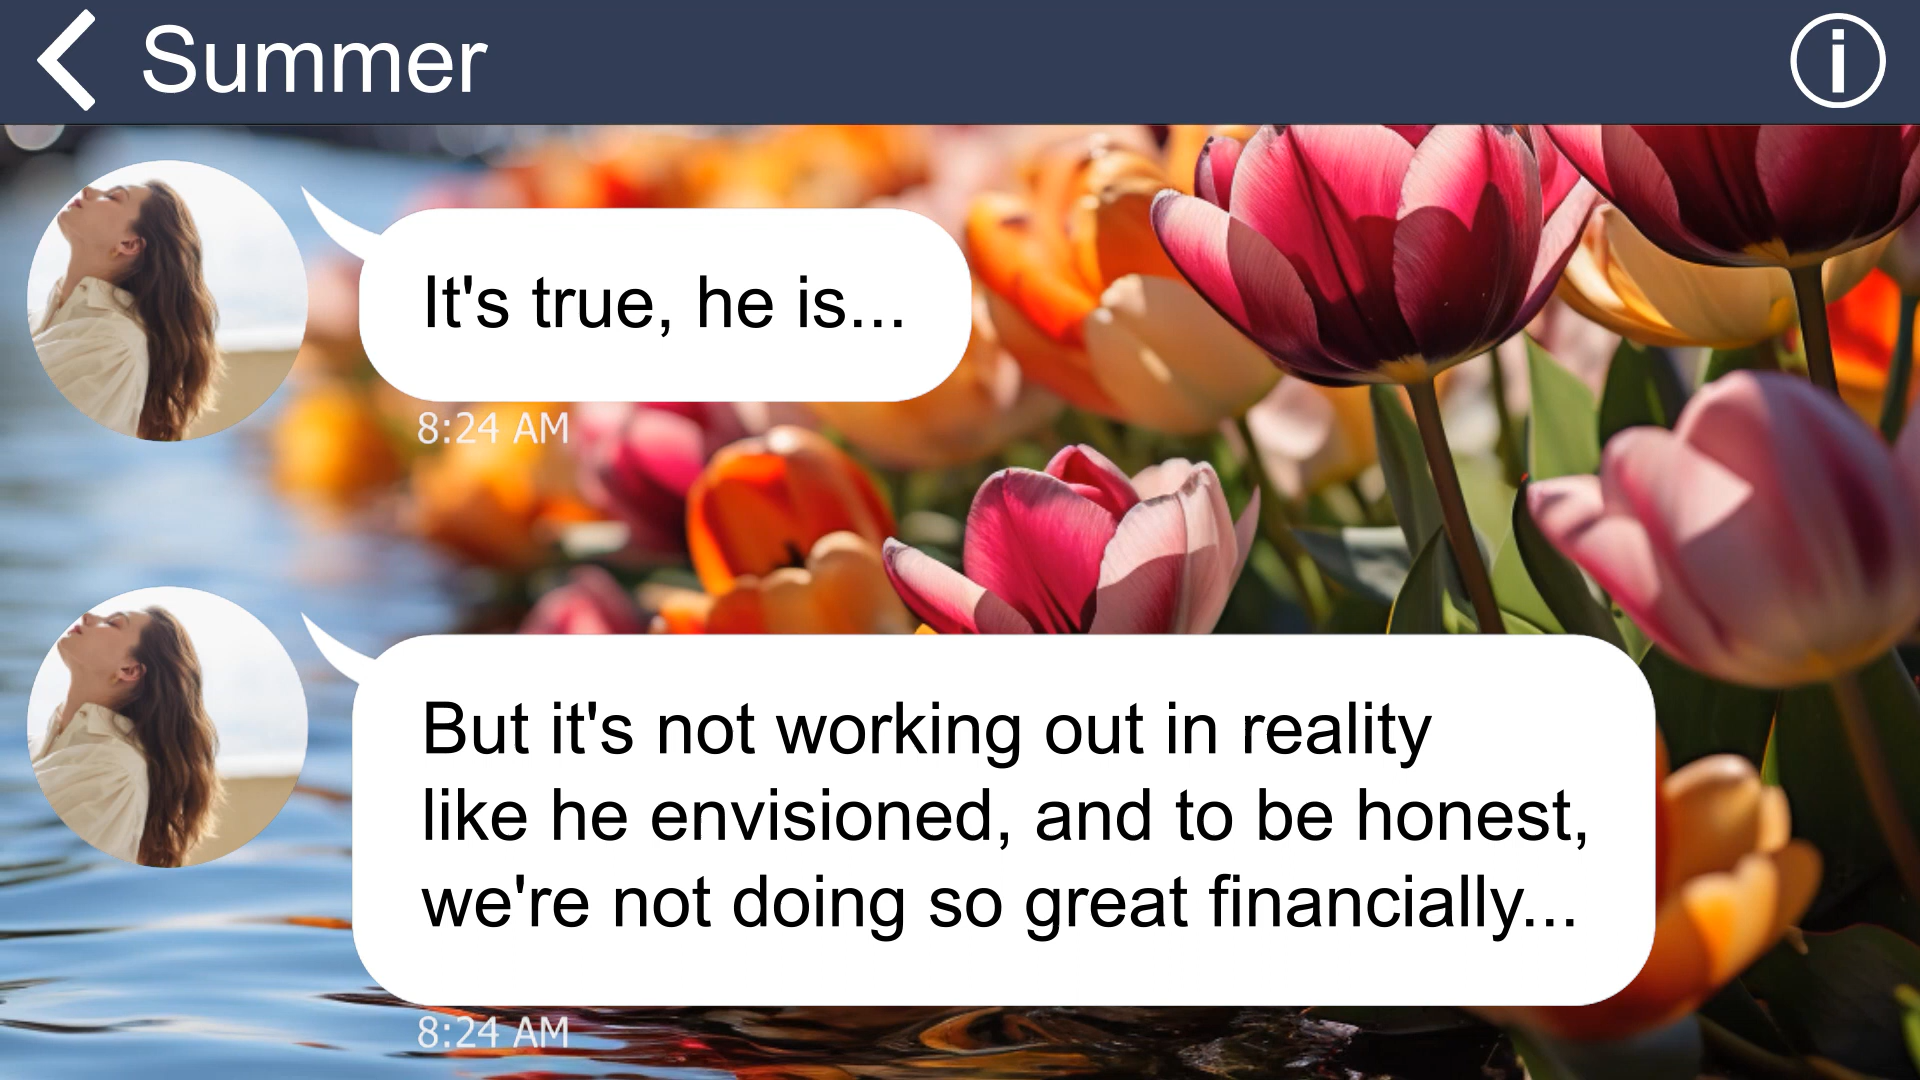 Summer
It's true, he is...
8:24 AM
But it's not working out in reality
like he envisioned, and to be honest,
we're not doing so great financially...
8:24 AM